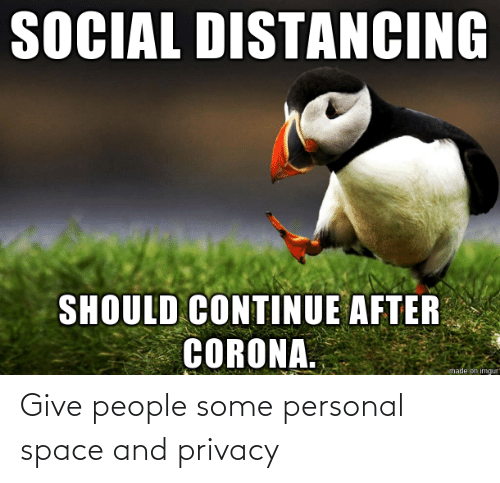 SOCIAL DISTANCING
SHOULD CONTINUE AFTER
CORONA.
made on imgur
Give people some personal
space and privacy